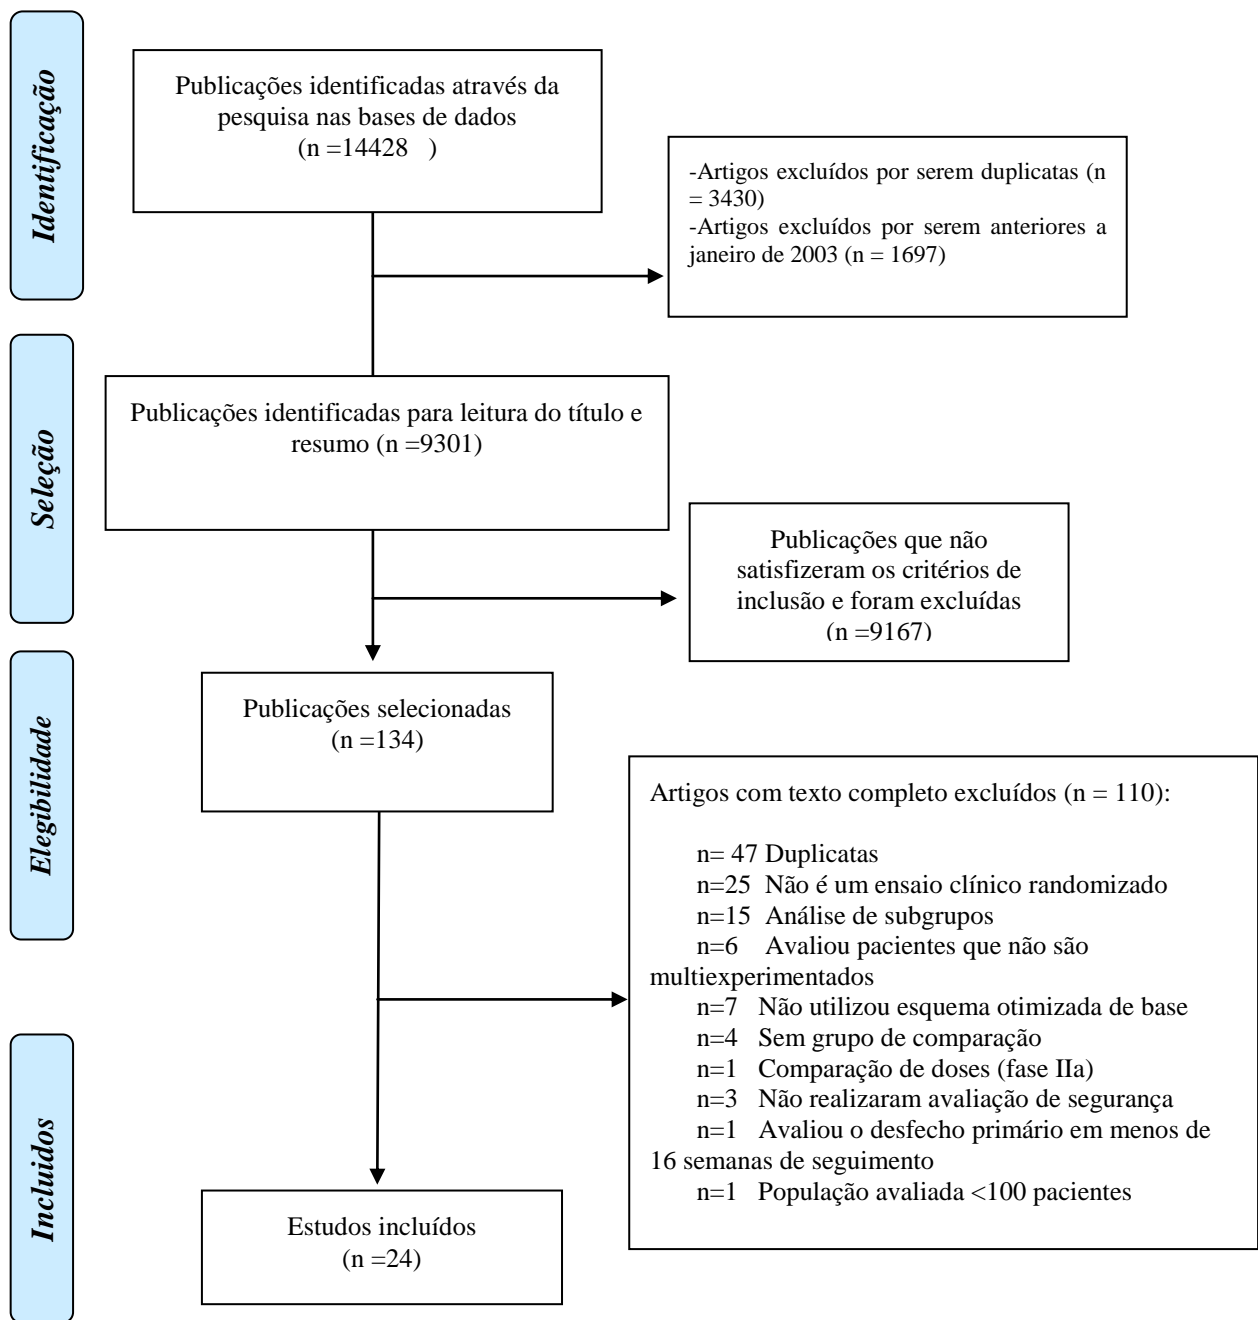 Identificação
Publicações identificadas através da
pesquisa nas bases de dados
(n =14428   )
-Artigos excluídos por serem duplicatas (n
= 3430)
-Artigos excluídos por serem anteriores a
janeiro de 2003 (n = 1697)
Seleção
Publicações identificadas para leitura do título e
resumo (n =9301)
Publicações que não
satisfizeram os critérios de
inclusão e foram excluídas
(n =9167)
Elegibilidade
Publicações selecionadas
(n =134)
Artigos com texto completo excluídos (n = 110):
n= 47 Duplicatas
n=25  Não é um ensaio clínico randomizado
n=15  Análise de subgrupos
n=6    Avaliou pacientes que não são
multiexperimentados
n=7   Não utilizou esquema otimizada de base
n=4   Sem grupo de comparação
n=1   Comparação de doses (fase IIa)
n=3   Não realizaram avaliação de segurança
n=1   Avaliou o desfecho primário em menos de
16 semanas de seguimento
n=1   População avaliada <100 pacientes
Incluidos
Estudos incluídos
(n =24)